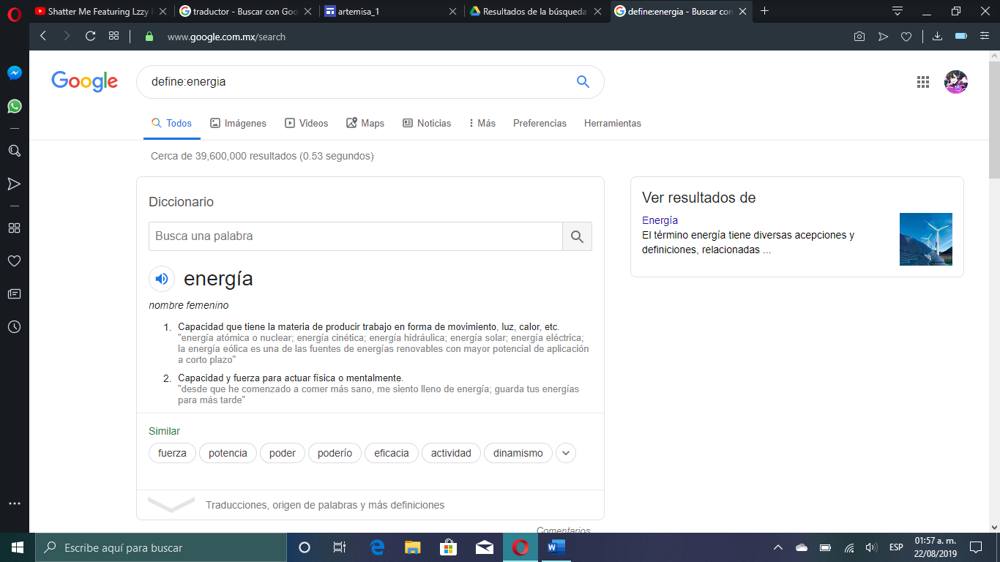 Shatter Me Featuring Lzzy
traductor - Buscar con Goo
artemisa_1
Resultados de la búsqueda
define:energia - Buscar con
www.google.com.mx/search
Google
define:energia
Todos
Imágenes
Videos
Maps
Noticias
Más
Preferencias
Herramientas
Cerca de 39,600,000 resultados (0.53 segundos)
Diccionario
Busca una palabra
energía
nombre femenino
1. Capacidad que tiene la materia de producir trabajo en forma de movimiento, luz, calor, etc.
"energía atómica o nuclear; energía cinética; energía hidráulica; energía solar; energía eléctrica;
la energía eólica es una de las fuentes de energías renovables con mayor potencial de aplicación
a corto plazo"
2. Capacidad y fuerza para actuar física o mentalmente.
"desde que he comenzado a comer más sano, me siento lleno de energía; guarda tus energías
para más tarde"
Similar
fuerza
potencia
poder
poderío
eficacia
actividad
dinamismo
Traducciones, origen de palabras y más definiciones
Comentarios
Ver resultados de
Energía
El término energía tiene diversas acepciones y
definiciones, relacionadas ...
Escribe aquí para buscar
ESP
01:57 a. m.
22/08/2019